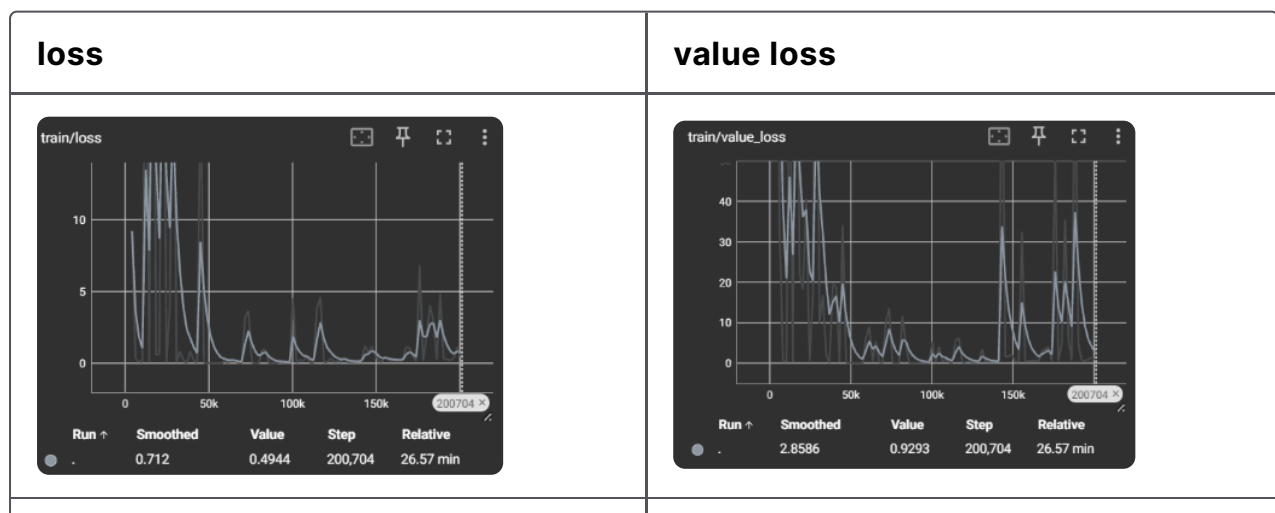 loss
value loss
train/loss
10
5
0
0 50k 100k 150k 200704 ×
Run ↑ Smoothed Value Step Relative
. 0.712 0.4944 200,704 26.57 min
train/value_loss
40
30
20
10
0
0 50k 100k 150k 200704 ×
Run ↑ Smoothed Value Step Relative
. 2.8586 0.9293 200,704 26.57 min